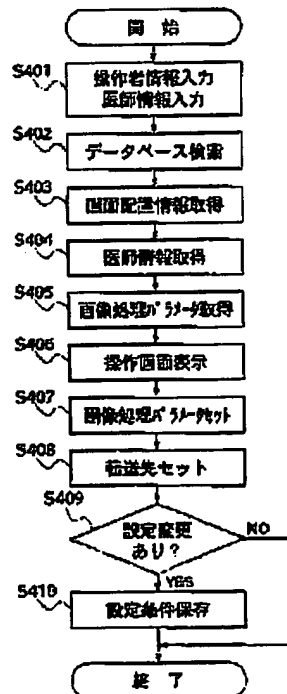 開 始
S401
操作者情報入力
医師情報入力
S402
データベース検索
S403
画面配置情報取得
S404
医師情報取得
S405
画像処理パラメータ取得
S406
操作画面表示
S407
画像処理パラメータセット
S408
転送先セット
S409
設定変更
あり?
NO
YES
S410
設定条件保存
終 了